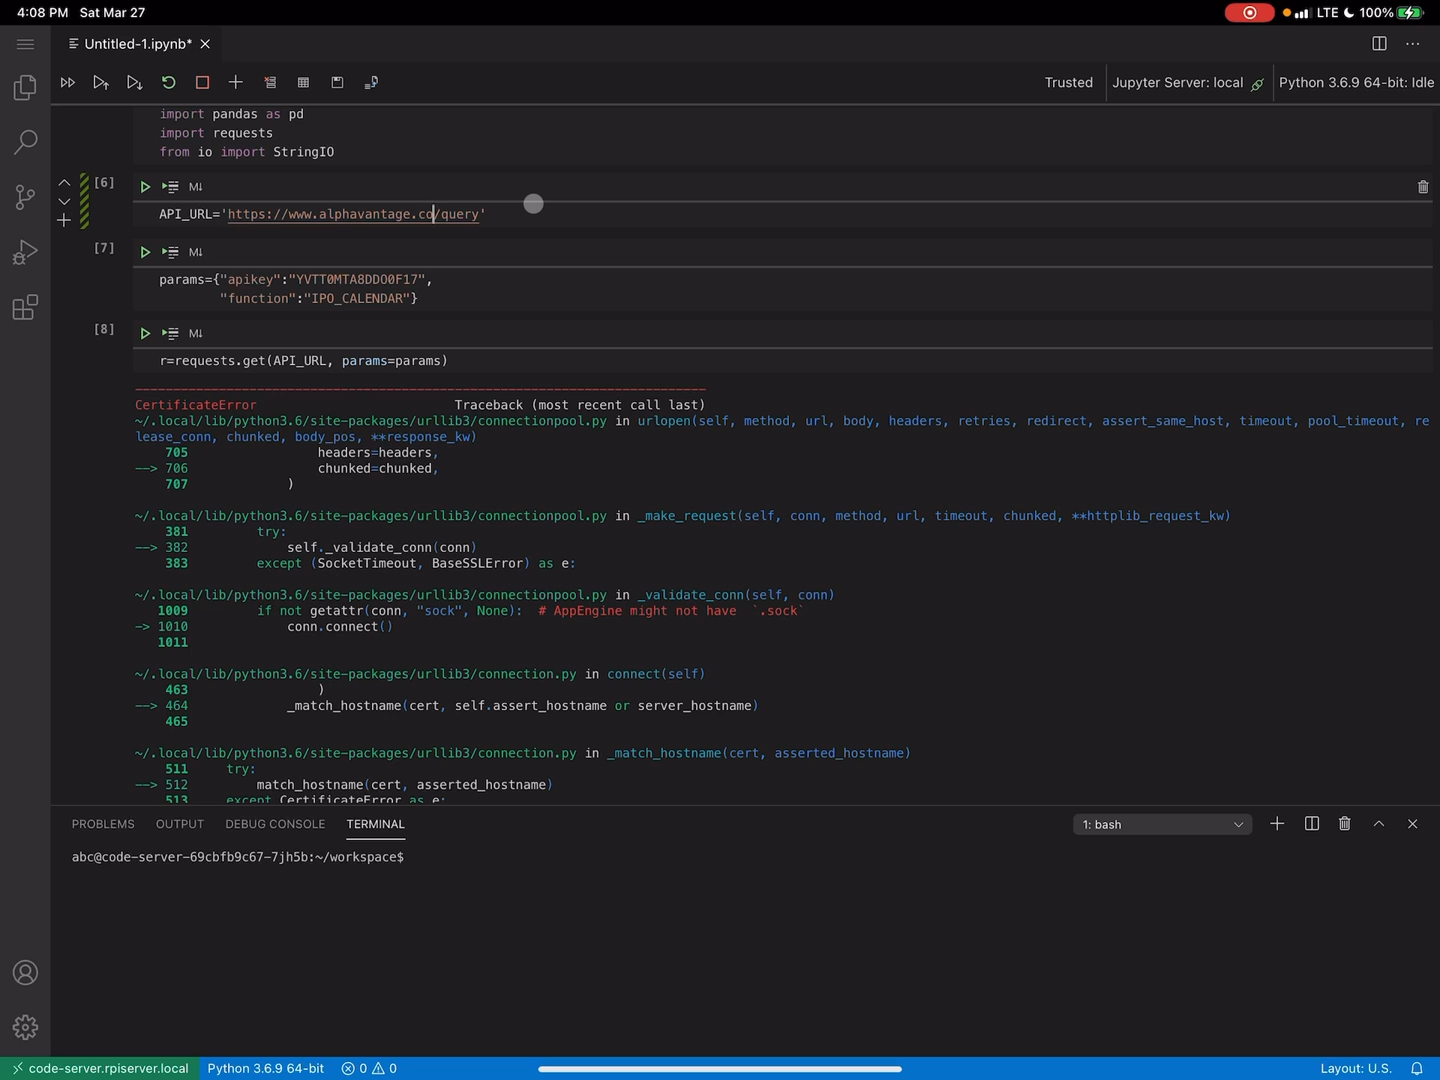 4:08 PM Sat Mar 27
LTE 100%
Untitled-1.ipynb*
Trusted
Jupyter Server: local
Python 3.6.9 64-bit: Idle
import pandas as pd
import requests
from io import StringIO
[6]
M↓
API_URL='https://www.alphavantage.co/query'
[7]
M↓
params={"apikey":"YVTT0MTA8DDO0F17",
"function":"IPO_CALENDAR"}
[8]
M↓
r=requests.get(API_URL, params=params)
CertificateError Traceback (most recent call last)
~/.local/lib/python3.6/site-packages/urllib3/connectionpool.py in urlopen(self, method, url, body, headers, retries, redirect, assert_same_host, timeout, pool_timeout, re
lease_conn, chunked, body_pos, **response_kw)
705 headers=headers,
--> 706 chunked=chunked,
707 )
~/.local/lib/python3.6/site-packages/urllib3/connectionpool.py in _make_request(self, conn, method, url, timeout, chunked, **httplib_request_kw)
381 try:
--> 382 self._validate_conn(conn)
383 except (SocketTimeout, BaseSSLError) as e:
~/.local/lib/python3.6/site-packages/urllib3/connectionpool.py in _validate_conn(self, conn)
1009 if not getattr(conn, "sock", None): # AppEngine might not have `.sock`
-> 1010 conn.connect()
1011
~/.local/lib/python3.6/site-packages/urllib3/connection.py in connect(self)
463 )
--> 464 _match_hostname(cert, self.assert_hostname or server_hostname)
465
~/.local/lib/python3.6/site-packages/urllib3/connection.py in _match_hostname(cert, asserted_hostname)
511 try:
--> 512 match_hostname(cert, asserted_hostname)
513 except CertificateError as e:
PROBLEMS OUTPUT DEBUG CONSOLE TERMINAL
1: bash
abc@code-server-69cbfb9c67-7jh5b:~/workspace$
code-server.rpiserver.local
Python 3.6.9 64-bit
0 0
Layout: U.S.